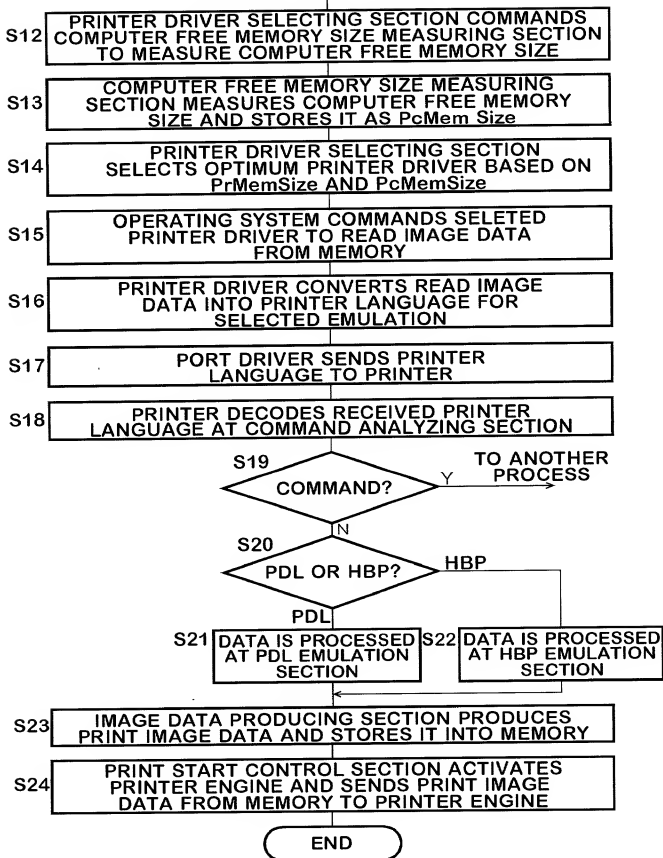 S12
PRINTER DRIVER SELECTING SECTION COMMANDS
COMPUTER FREE MEMORY SIZE MEASURING SECTION
TO MEASURE COMPUTER FREE MEMORY SIZE
S13
COMPUTER FREE MEMORY SIZE MEASURING
SECTION MEASURES COMPUTER FREE MEMORY
SIZE AND STORES IT AS PcMem Size
S14
PRINTER DRIVER SELECTING SECTION
SELECTS OPTIMUM PRINTER DRIVER BASED ON
PrMemSize AND PcMemSize
S15
OPERATING SYSTEM COMMANDS SELETED
PRINTER DRIVER TO READ IMAGE DATA
FROM MEMORY
S16
PRINTER DRIVER CONVERTS READ IMAGE
DATA INTO PRINTER LANGUAGE FOR
SELECTED EMULATION
S17
PORT DRIVER SENDS PRINTER
LANGUAGE TO PRINTER
S18
PRINTER DECODES RECEIVED PRINTER
LANGUAGE AT COMMAND ANALYZING SECTION
S19
COMMAND?
Y
TO ANOTHER
PROCESS
N
S20
PDL OR HBP?
HBP
PDL
S21
DATA IS PROCESSED
AT PDL EMULATION
SECTION
S22
DATA IS PROCESSED
AT HBP EMULATION
SECTION
S23
IMAGE DATA PRODUCING SECTION PRODUCES
PRINT IMAGE DATA AND STORES IT INTO MEMORY
S24
PRINT START CONTROL SECTION ACTIVATES
PRINTER ENGINE AND SENDS PRINT IMAGE
DATA FROM MEMORY TO PRINTER ENGINE
END